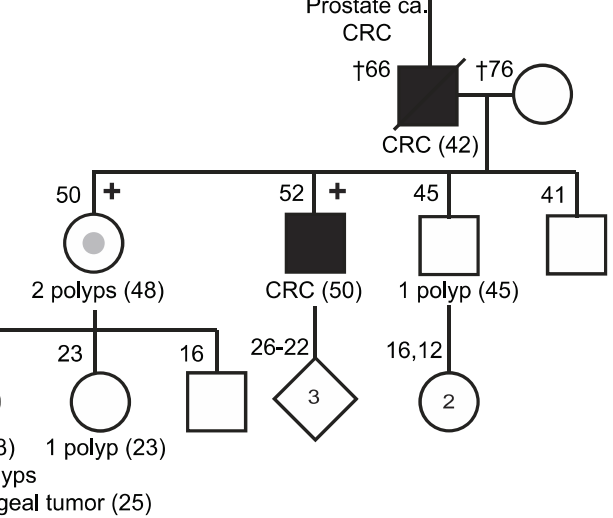 Prostate ca.
CRC
†66
†76
CRC (42)
50 +
52 +
45
41
2 polyps (48)
CRC (50)
1 polyp (45)
23
16
26-22
16,12
3
2
1 polyp (23)
tumor (25)